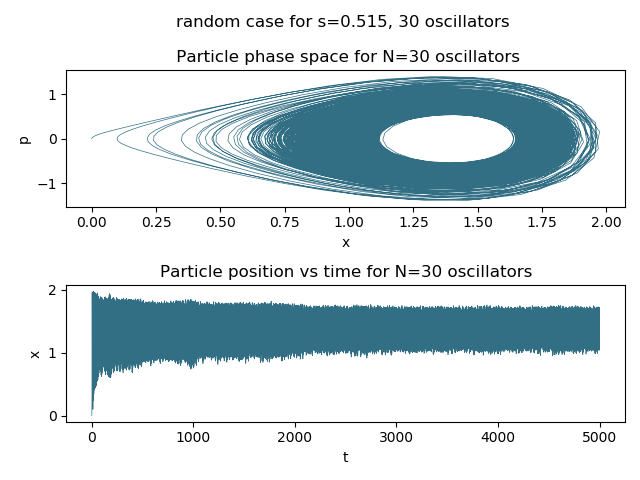 random case for s=0.515, 30 oscillators
Particle phase space for N=30 oscillators
p
1
0
−1
0.00 0.25 0.50 0.75 1.00 1.25 1.50 1.75 2.00
x
Particle position vs time for N=30 oscillators
x
2
1
0
0 1000 2000 3000 4000 5000
t